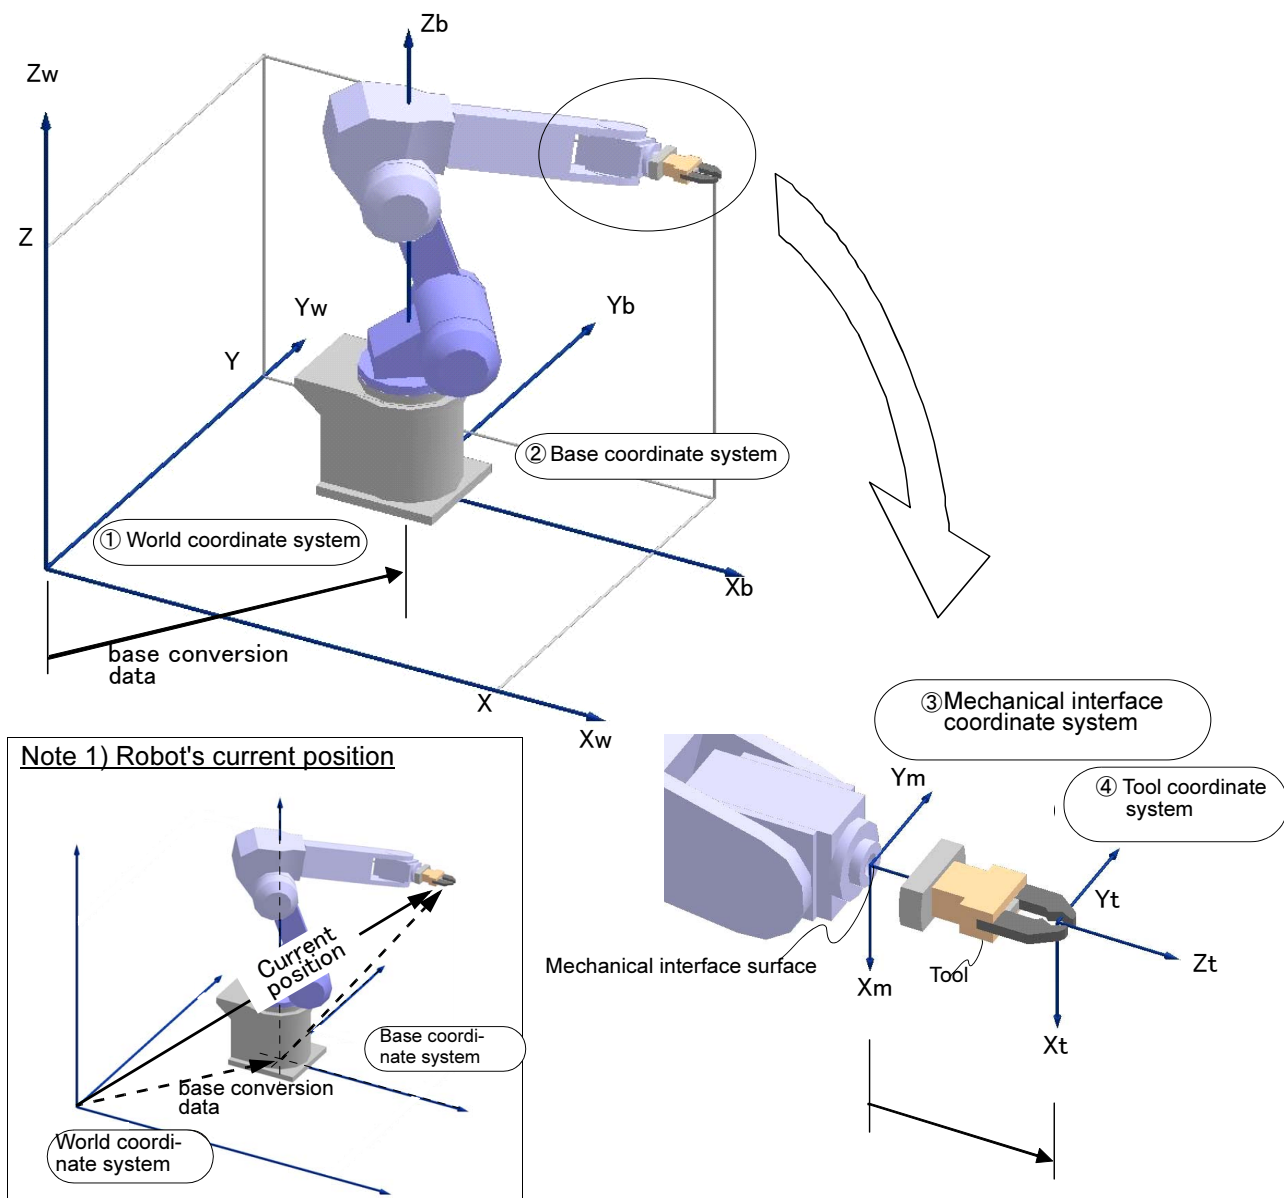 Zb
Zw
Z
Yw
Yb
Y
② Base coordinate system
① World coordinate system
Xb
base conversion
data
X
Xw
③Mechanical interface
coordinate system
Note 1) Robot's current position
Ym
④ Tool coordinate
system
Yt
Mechanical interface surface
Tool
Zt
Xm
Xt
Current
position
Base coordi-
nate system
base conversion
data
World coordi-
nate system